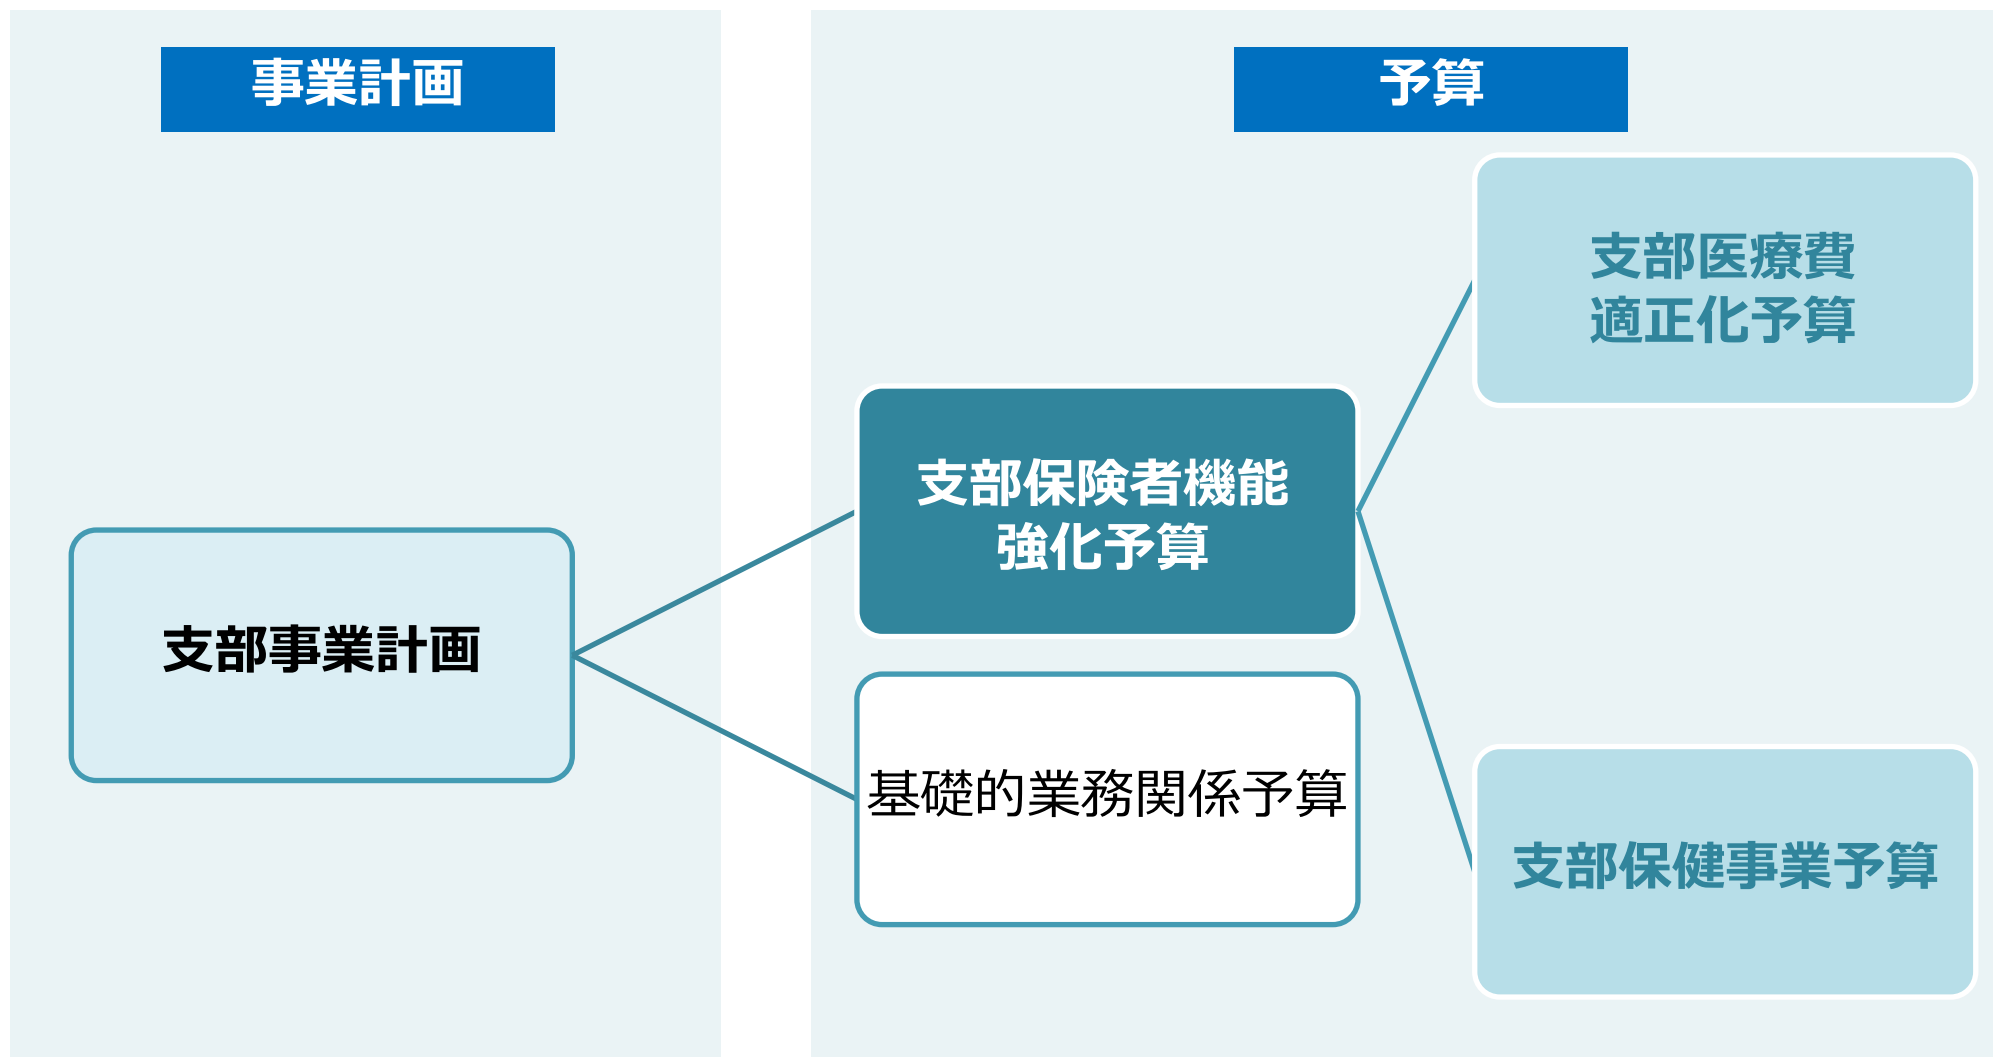 事業計画
予算
支部医療費
適正化予算
支部保険者機能
強化予算
支部事業計画
基礎的業務関係予算
支部保健事業予算